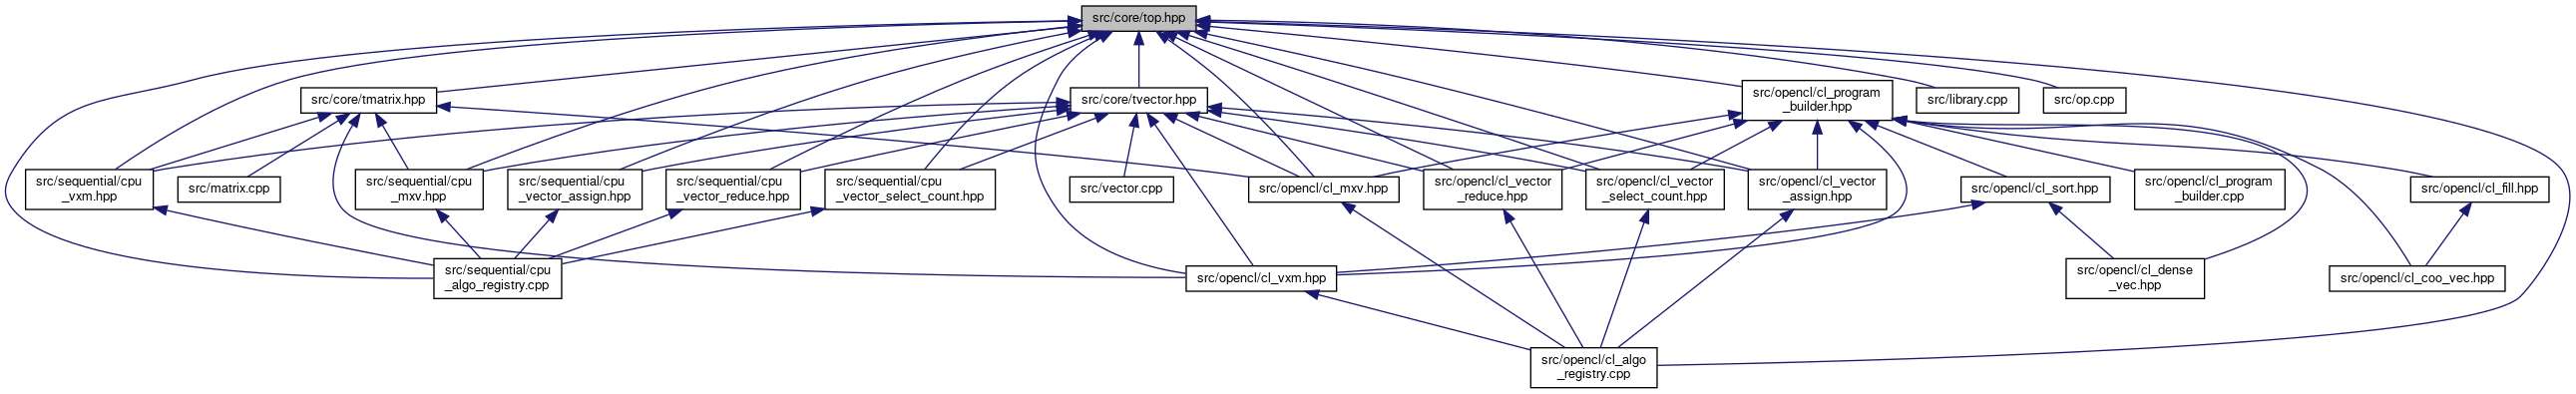 src/core/top.hpp
src/core/tmatrix.hpp
src/core/tvector.hpp
src/opencl/cl_program
_builder.hpp
src/library.cpp
src/op.cpp
src/sequential/cpu
_vxm.hpp
src/matrix.cpp
src/sequential/cpu
_mxv.hpp
src/sequential/cpu
_vector_assign.hpp
src/sequential/cpu
_vector_reduce.hpp
src/sequential/cpu
_vector_select_count.hpp
src/vector.cpp
src/opencl/cl_mxv.hpp
src/opencl/cl_vector
_reduce.hpp
src/opencl/cl_vector
_select_count.hpp
src/opencl/cl_vector
_assign.hpp
src/opencl/cl_sort.hpp
src/opencl/cl_program
_builder.cpp
src/opencl/cl_fill.hpp
src/sequential/cpu
_algo_registry.cpp
src/opencl/cl_vxm.hpp
src/opencl/cl_dense
_vec.hpp
src/opencl/cl_coo_vec.hpp
src/opencl/cl_algo
_registry.cpp